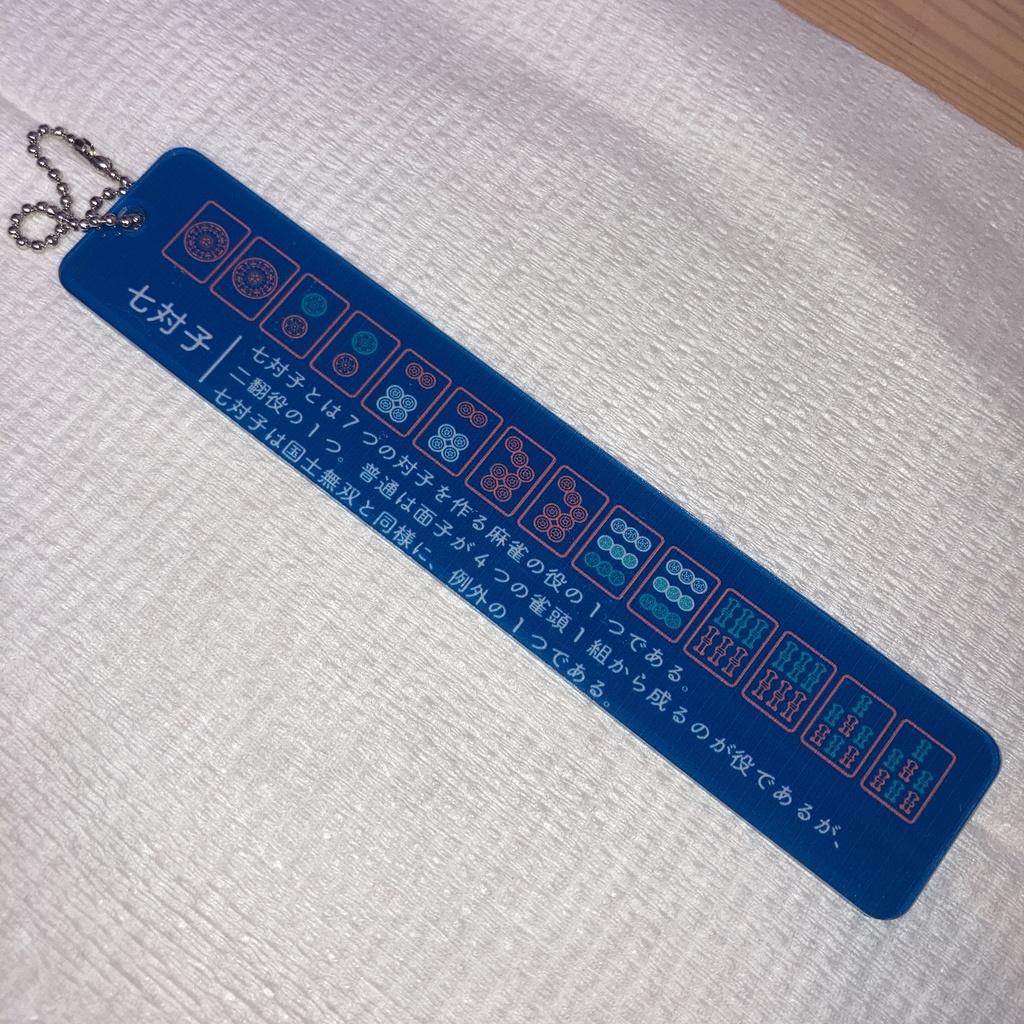 七対子
七対子とは7つの対子を作る麻雀の役の1つである。
二翻役の1つ。普通は面子が4つの雀頭1組から成るのが役であるが、
七対子は国士無双と同様に、例外の1つである。